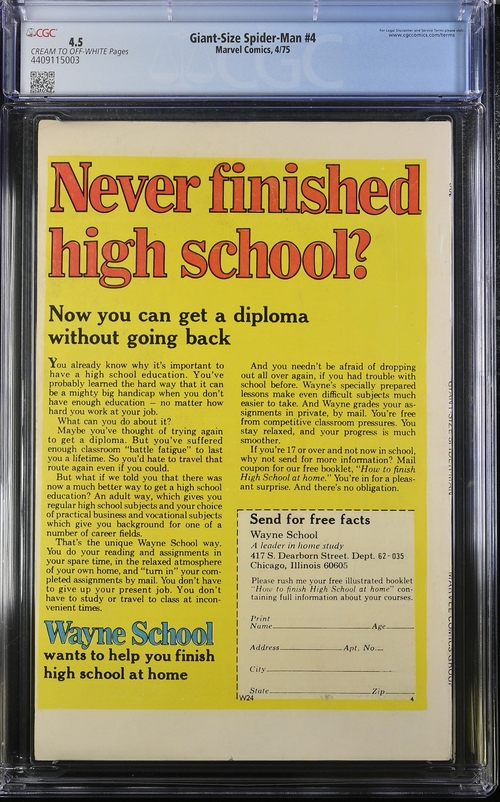 CGC
4.5
CREAM TO OFF-WHITE Pages
4409115003
Giant-Size Spider-Man #4
Marvel Comics, 4/75
www.cgccomics.com/terms
Never finished
high school?
Now you can get a diploma
without going back
You already know why it's important to
have a high school education. You've
probably learned the hard way that it can
be a mighty big handicap when you don't
have enough education — no matter how
hard you work at your job.
What can you do about it?
Maybe you've thought of trying again
to get a diploma. But you've suffered
enough classroom "battle fatigue" to last
you a lifetime. So you'd hate to travel that
route again even if you could.
But what if we told you that there was
now a much better way to get a high school
education? An adult way, which gives you
regular high school subjects and your choice
of practical business and vocational subjects
which give you background for one of a
number of career fields.
That's the unique Wayne School way.
You do your reading and assignments in
your spare time, in the relaxed atmosphere
of your own home, and "turn in" your com-
pleted assignments by mail. You don't have
to give up your present job. You don't
have to study or travel to class at incon-
venient times.
Wayne School
wants to help you finish
high school at home
And you needn't be afraid of dropping
out all over again, if you had trouble with
school before. Wayne's specially prepared
lessons make even difficult subjects much
easier to take. And Wayne grades your as-
signments in private, by mail. You're free
from competitive classroom pressures. You
stay relaxed, and your progress is much
smoother.
If you're 17 or over and not now in school,
why not send for more information? Mail
coupon for our free booklet, "How to finish
High School at home." You're in for a pleas-
ant surprise. And there's no obligation.
Send for free facts
Wayne School
A leader in home study
417 S. Dearborn Street. Dept. 62-035
Chicago, Illinois 60605
Please rush me your free illustrated booklet
"How to finish High School at home" con-
taining full information about your courses.
Print
Name Age
Address Apt. No.
City
State Zip
W24 4